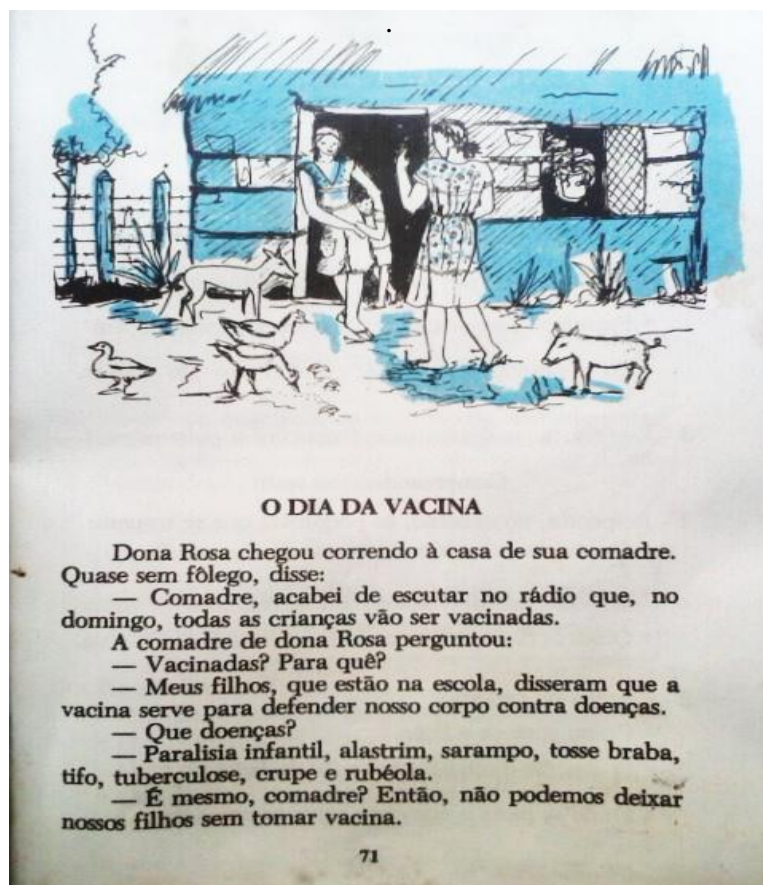 O DIA DA VACINA
Dona Rosa chegou correndo à casa de sua comadre.
Quase sem fôlego, disse:
— Comadre, acabei de escutar no rádio que, no
domingo, todas as crianças vão ser vacinadas.
A comadre de dona Rosa perguntou:
— Vacinadas? Para quê?
— Meus filhos, que estão na escola, disseram que a
vacina serve para defender nosso corpo contra doenças.
— Que doenças?
— Paralisia infantil, alastrim, sarampo, tosse braba,
tifo, tuberculose, crupe e rubéola.
— É mesmo, comadre? Então, não podemos deixar
nossos filhos sem tomar vacina.
71